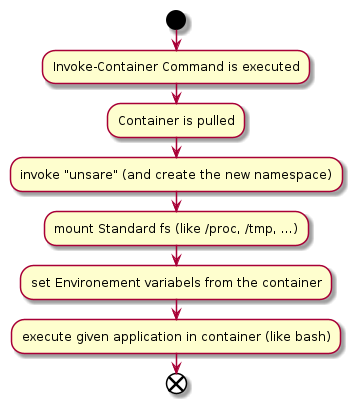 Invoke-Container Command is executed
Container is pulled
invoke "unsare" (and create the new namespace)
mount Standard fs (like /proc, /tmp, ...)
set Environement variabels from the container
execute given application in container (like bash)